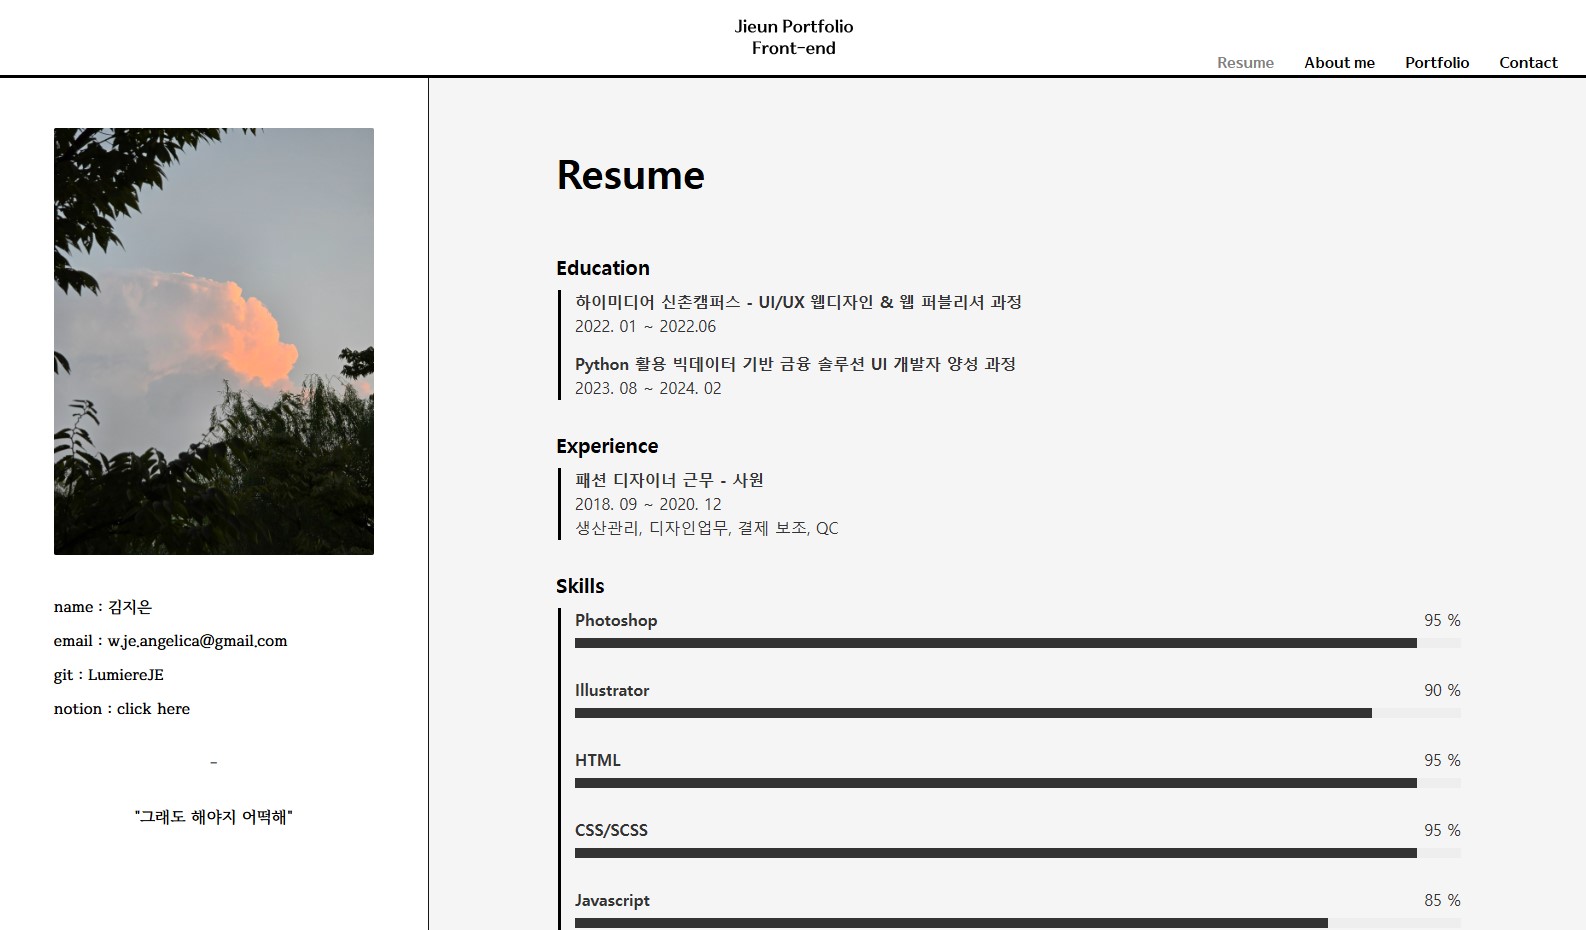 Jieun Portfolio
Front-end
Resume About me Portfolio Contact
name : 김지은
email : w.je.angelica@gmail.com
git : LumiereJE
notion : click here
-
"그래도 해야지 어떡해"
Resume
Education
하이미디어 신촌캠퍼스 - UI/UX 웹디자인 & 웹 퍼블리셔 과정
2022. 01 ~ 2022.06
Python 활용 빅데이터 기반 금융 솔루션 UI 개발자 양성 과정
2023. 08 ~ 2024. 02
Experience
패션 디자이너 근무 - 사원
2018. 09 ~ 2020. 12
생산관리, 디자인업무, 결제 보조, QC
Skills
Photoshop 95 %
Illustrator 90 %
HTML 95 %
CSS/SCSS 95 %
Javascript 85 %